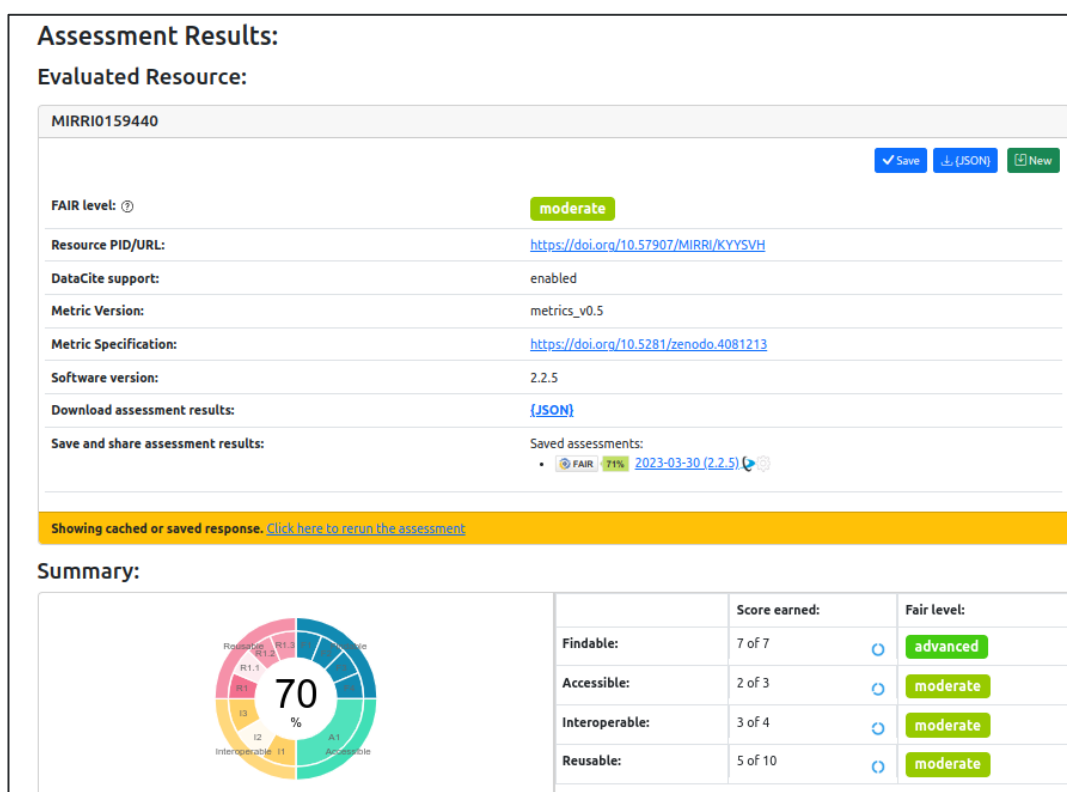 Assessment Results:
Evaluated Resource:
MIRRI0159440
Save {JSON} New
FAIR level:
moderate
Resource PID/URL: https://doi.org/10.57907/MIRRI/KYYSVH
DataCite support: enabled
Metric Version: metrics_v0.5
Metric Specification: https://doi.org/10.5281/zenodo.4081213
Software version: 2.2.5
Download assessment results: {JSON}
Save and share assessment results: Saved assessments:
• FAIR 71% 2023-03-30 (2.2.5)
Showing cached or saved response. Click here to rerun the assessment
Summary:
Score earned: Fair level:
Findable: 7 of 7 advanced
Accessible: 2 of 3 moderate
Interoperable: 3 of 4 moderate
Reusable: 5 of 10 moderate
Reusable R1.3
R1.2
R1.1
R1
70
%
I3
I2 A1
Interoperable I1 Accessible